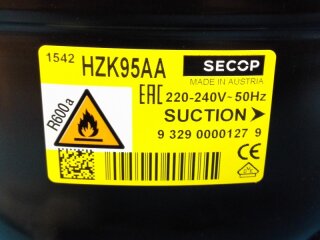 1542 HZK95AA SECOP
MADE IN AUSTRIA
R600a
EAC 220-240V~50Hz
SUCTION
9 329 0000127 9
CE